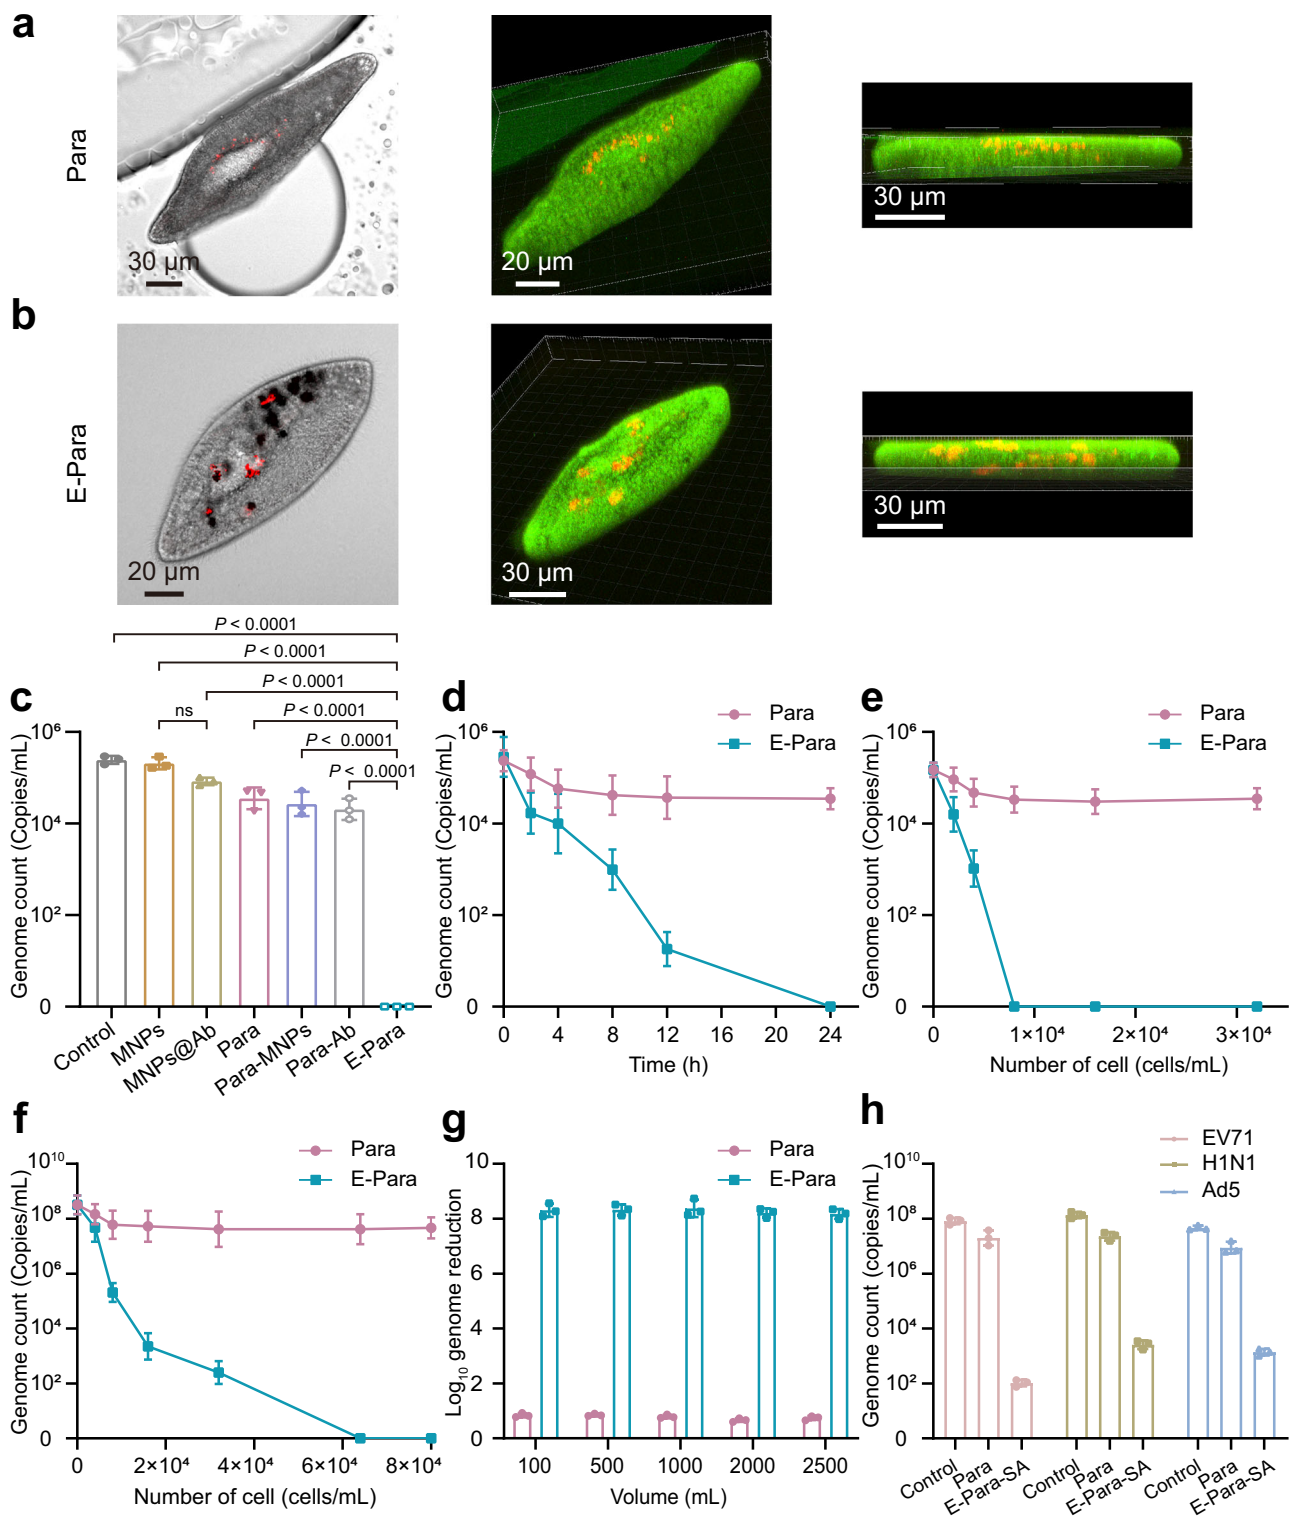 a
Para
30 µm
20 µm
30 µm
b
E-Para
20 µm
30 µm
30 µm
c
P < 0.0001
P < 0.0001
P < 0.0001
ns
P < 0.0001
P < 0.0001
P < 0.0001
Genome count (Copies/mL)
10⁶
10⁴
10²
0
Control
MNPs
MNPs@Ab
Para
Para-MNPs
Para-Ab
E-Para
d
Para
E-Para
Genome count (Copies/mL)
10⁶
10⁴
10²
0
0 4 8 12 16 20 24
Time (h)
e
Para
E-Para
Genome count (Copies/mL)
10⁶
10⁴
10²
0
0 1×10⁴ 2×10⁴ 3×10⁴
Number of cell (cells/mL)
f
Para
E-Para
Genome count (Copies/mL)
10¹⁰
10⁸
10⁶
10⁴
10²
0
0 2×10⁴ 4×10⁴ 6×10⁴ 8×10⁴
Number of cell (cells/mL)
g
Para
E-Para
Log₁₀ genome reduction
10
8
6
4
2
0
100 500 1000 2000 2500
Volume (mL)
h
EV71
H1N1
Ad5
Genome count (copies/mL)
10¹⁰
10⁸
10⁶
10⁴
10²
0
Control
Para
E-Para-SA
Control
Para
E-Para-SA
Control
Para
E-Para-SA